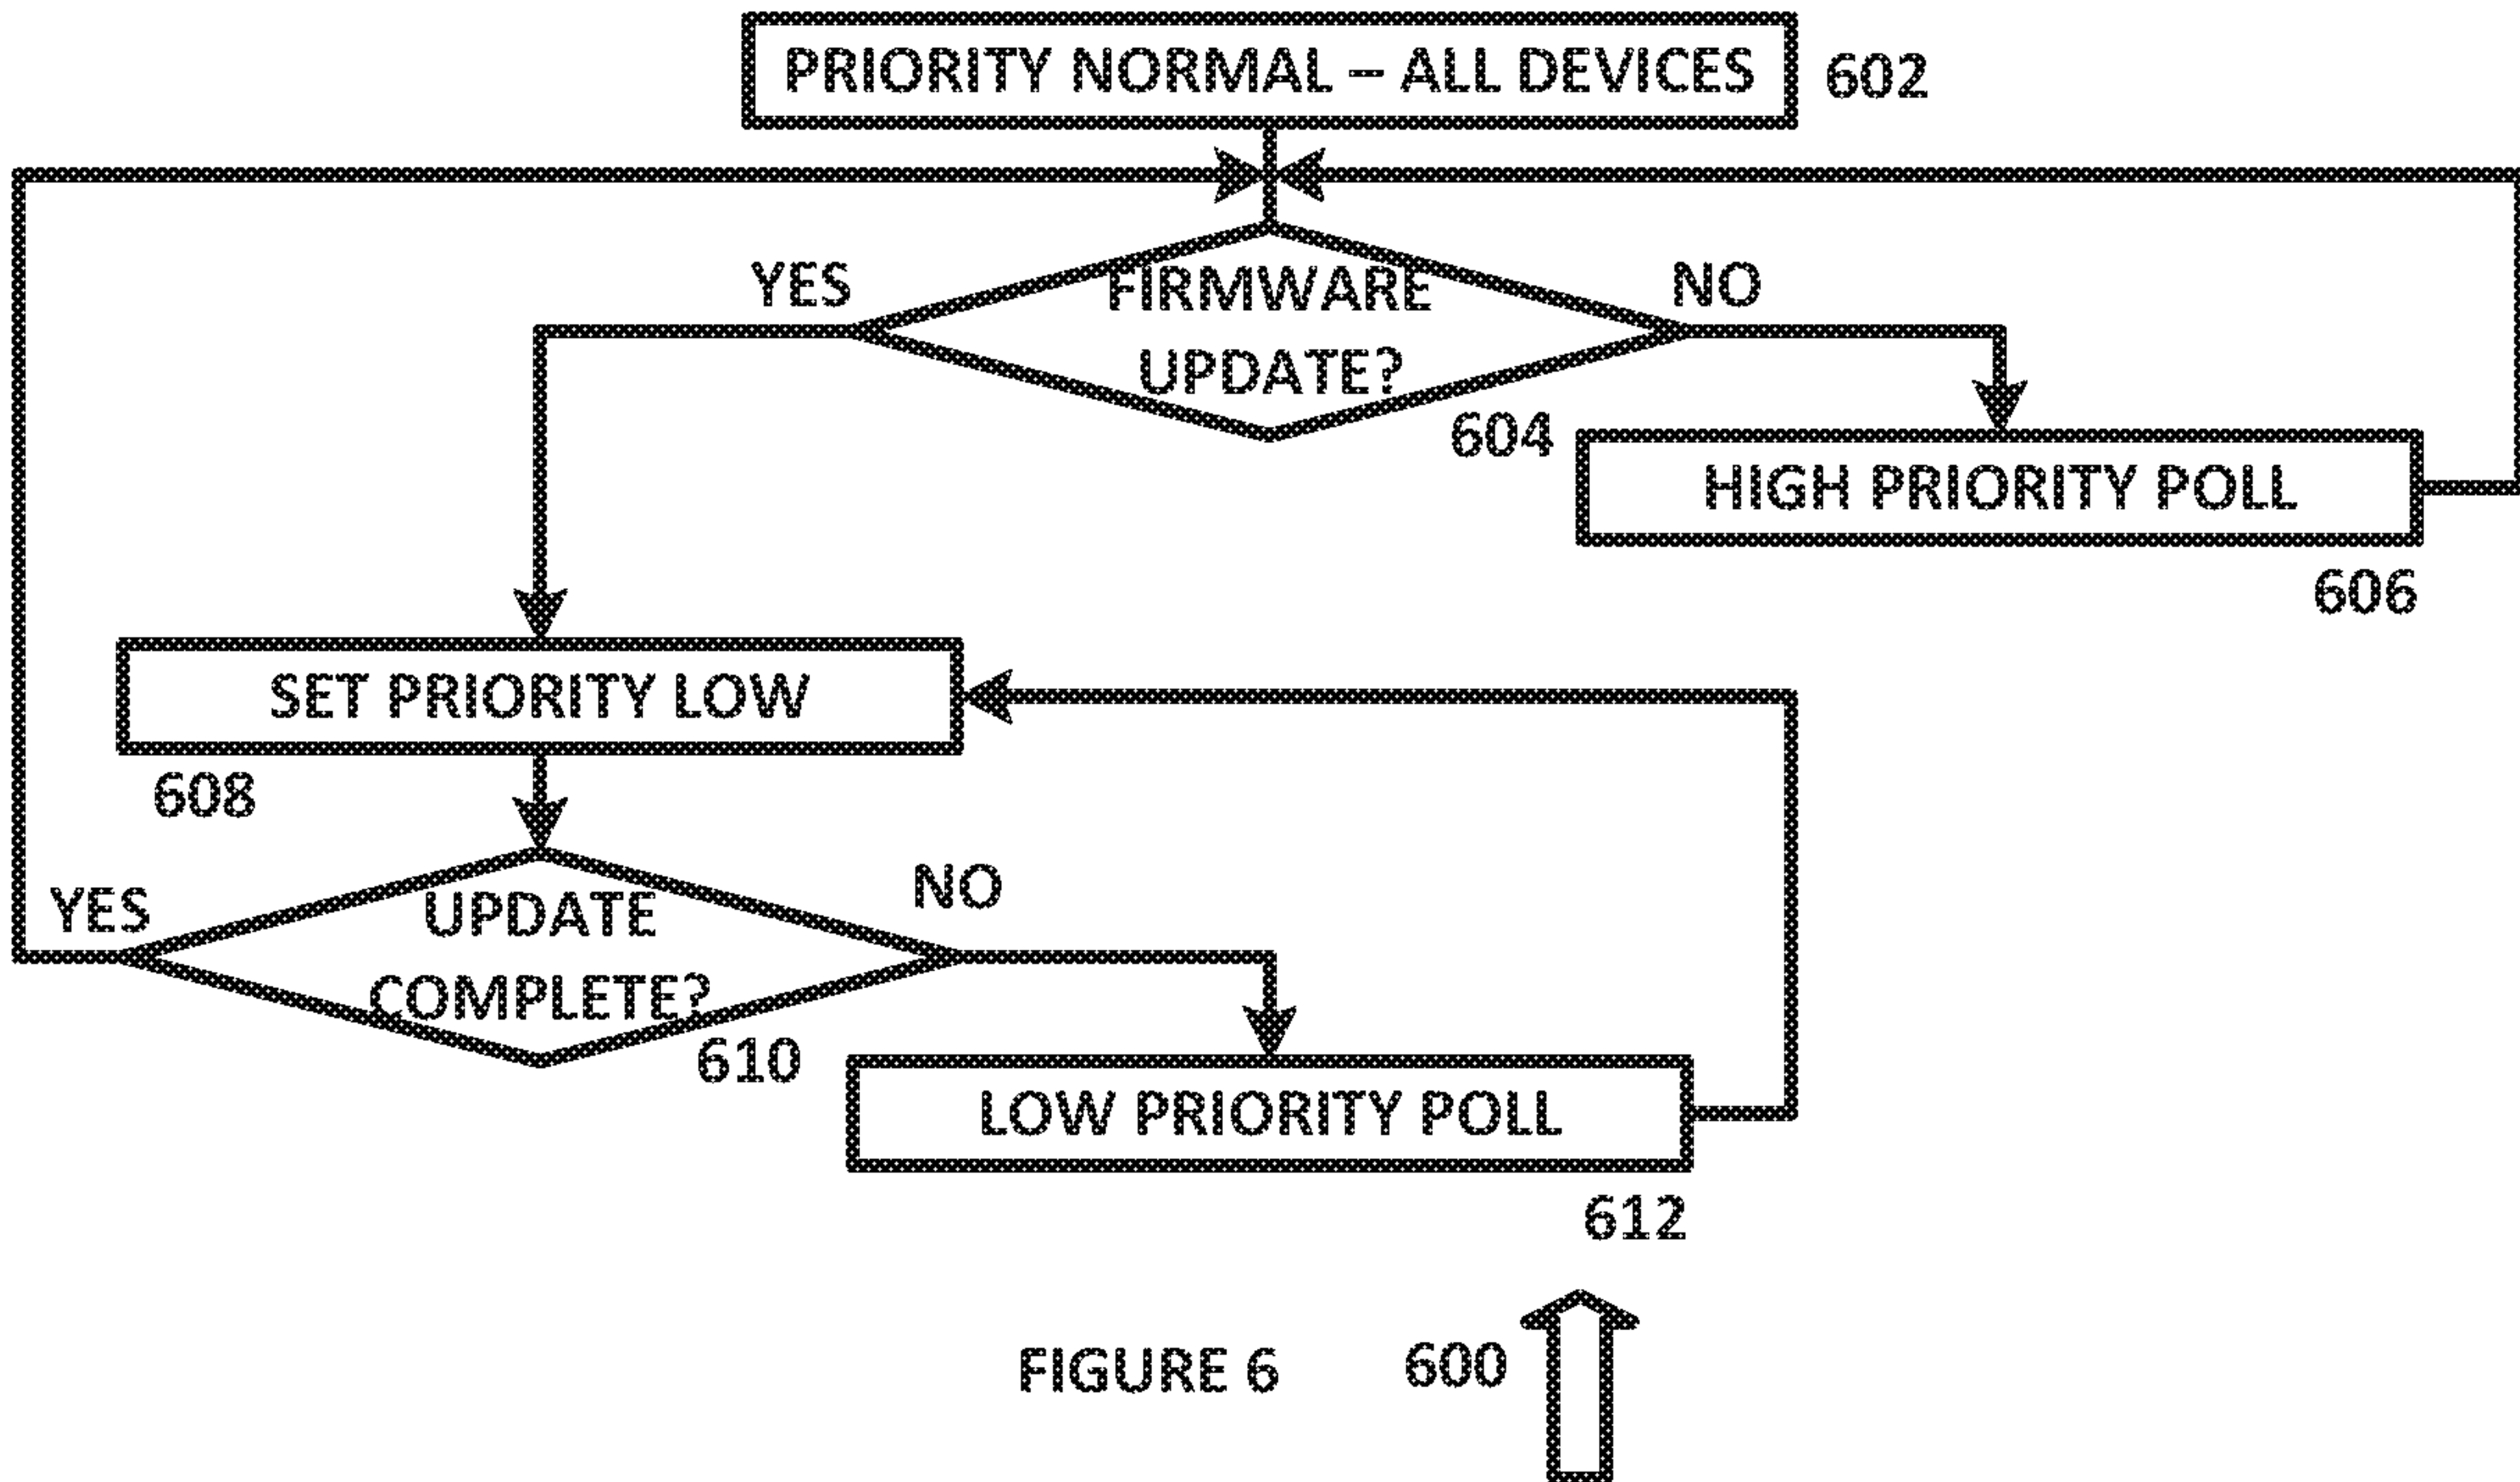 PRIORITY NORMAL – ALL DEVICES
602
YES
FIRMWARE
UPDATE?
NO
604
HIGH PRIORITY POLL
606
SET PRIORITY LOW
608
YES
UPDATE
COMPLETE?
NO
610
LOW PRIORITY POLL
612
FIGURE 6
600